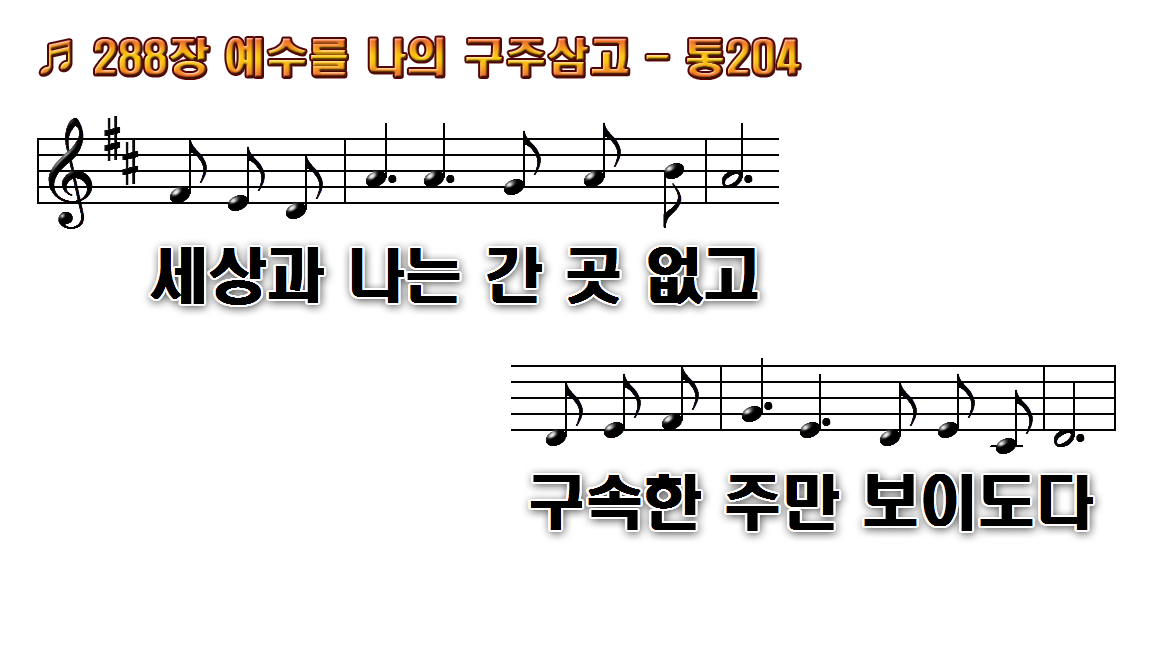 ♬ 288장 예수를 나의 구주삼고 - 통204
세상과 나는 간 곳 없고
구속한 주만 보이도다